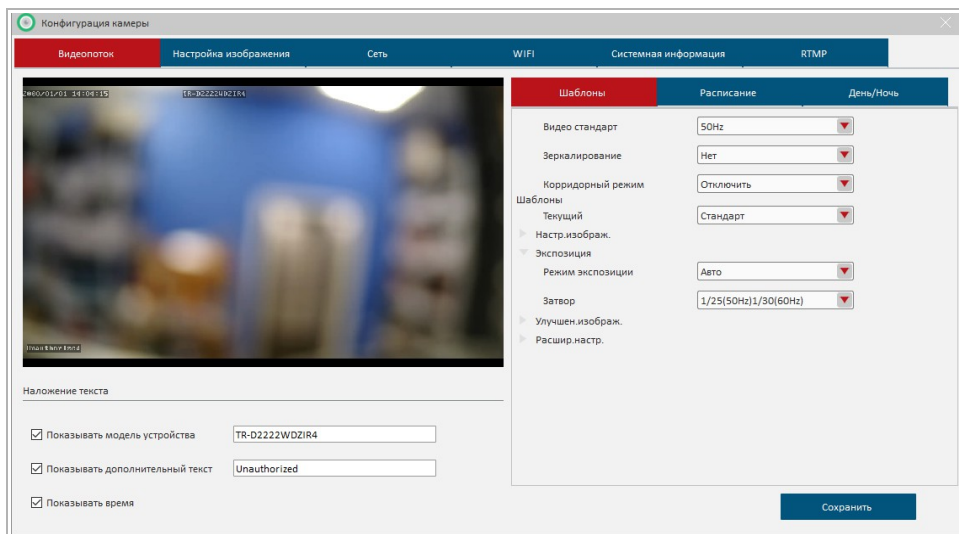 Конфигурация камеры
Видеопоток Настройка изображения Сеть WIFI Системная информация RTMP
2000/01/01 14:04:15 TR-D2222WDZIR4
Unauthorized
Наложение текста
Показывать модель устройства TR-D2222WDZIR4
Показывать дополнительный текст Unauthorized
Показывать время
Шаблоны Расписание День/Ночь
Видео стандарт 50Hz
Зеркалирование Нет
Корридорный режим Отключить
Шаблоны
Текущий Стандарт
Настр.изображ.
Экспозиция
Режим экспозиции Авто
Затвор 1/25(50Hz)1/30(60Hz)
Улучшен.изображ.
Расшир.настр.
Сохранить